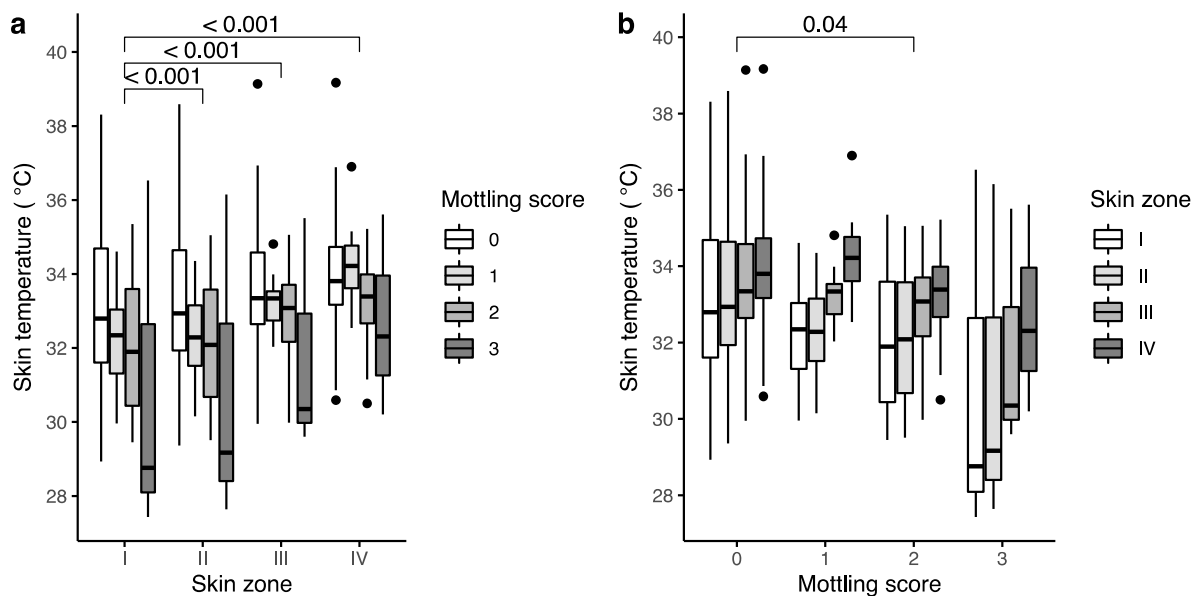 a
< 0.001
< 0.001
< 0.001
40
38
36
34
32
30
28
Skin temperature ( °C)
I
II
III
IV
Skin zone
Mottling score
0
1
2
3
b
0.04
40
38
36
34
32
30
28
Skin temperature ( °C)
0
1
2
3
Mottling score
Skin zone
I
II
III
IV